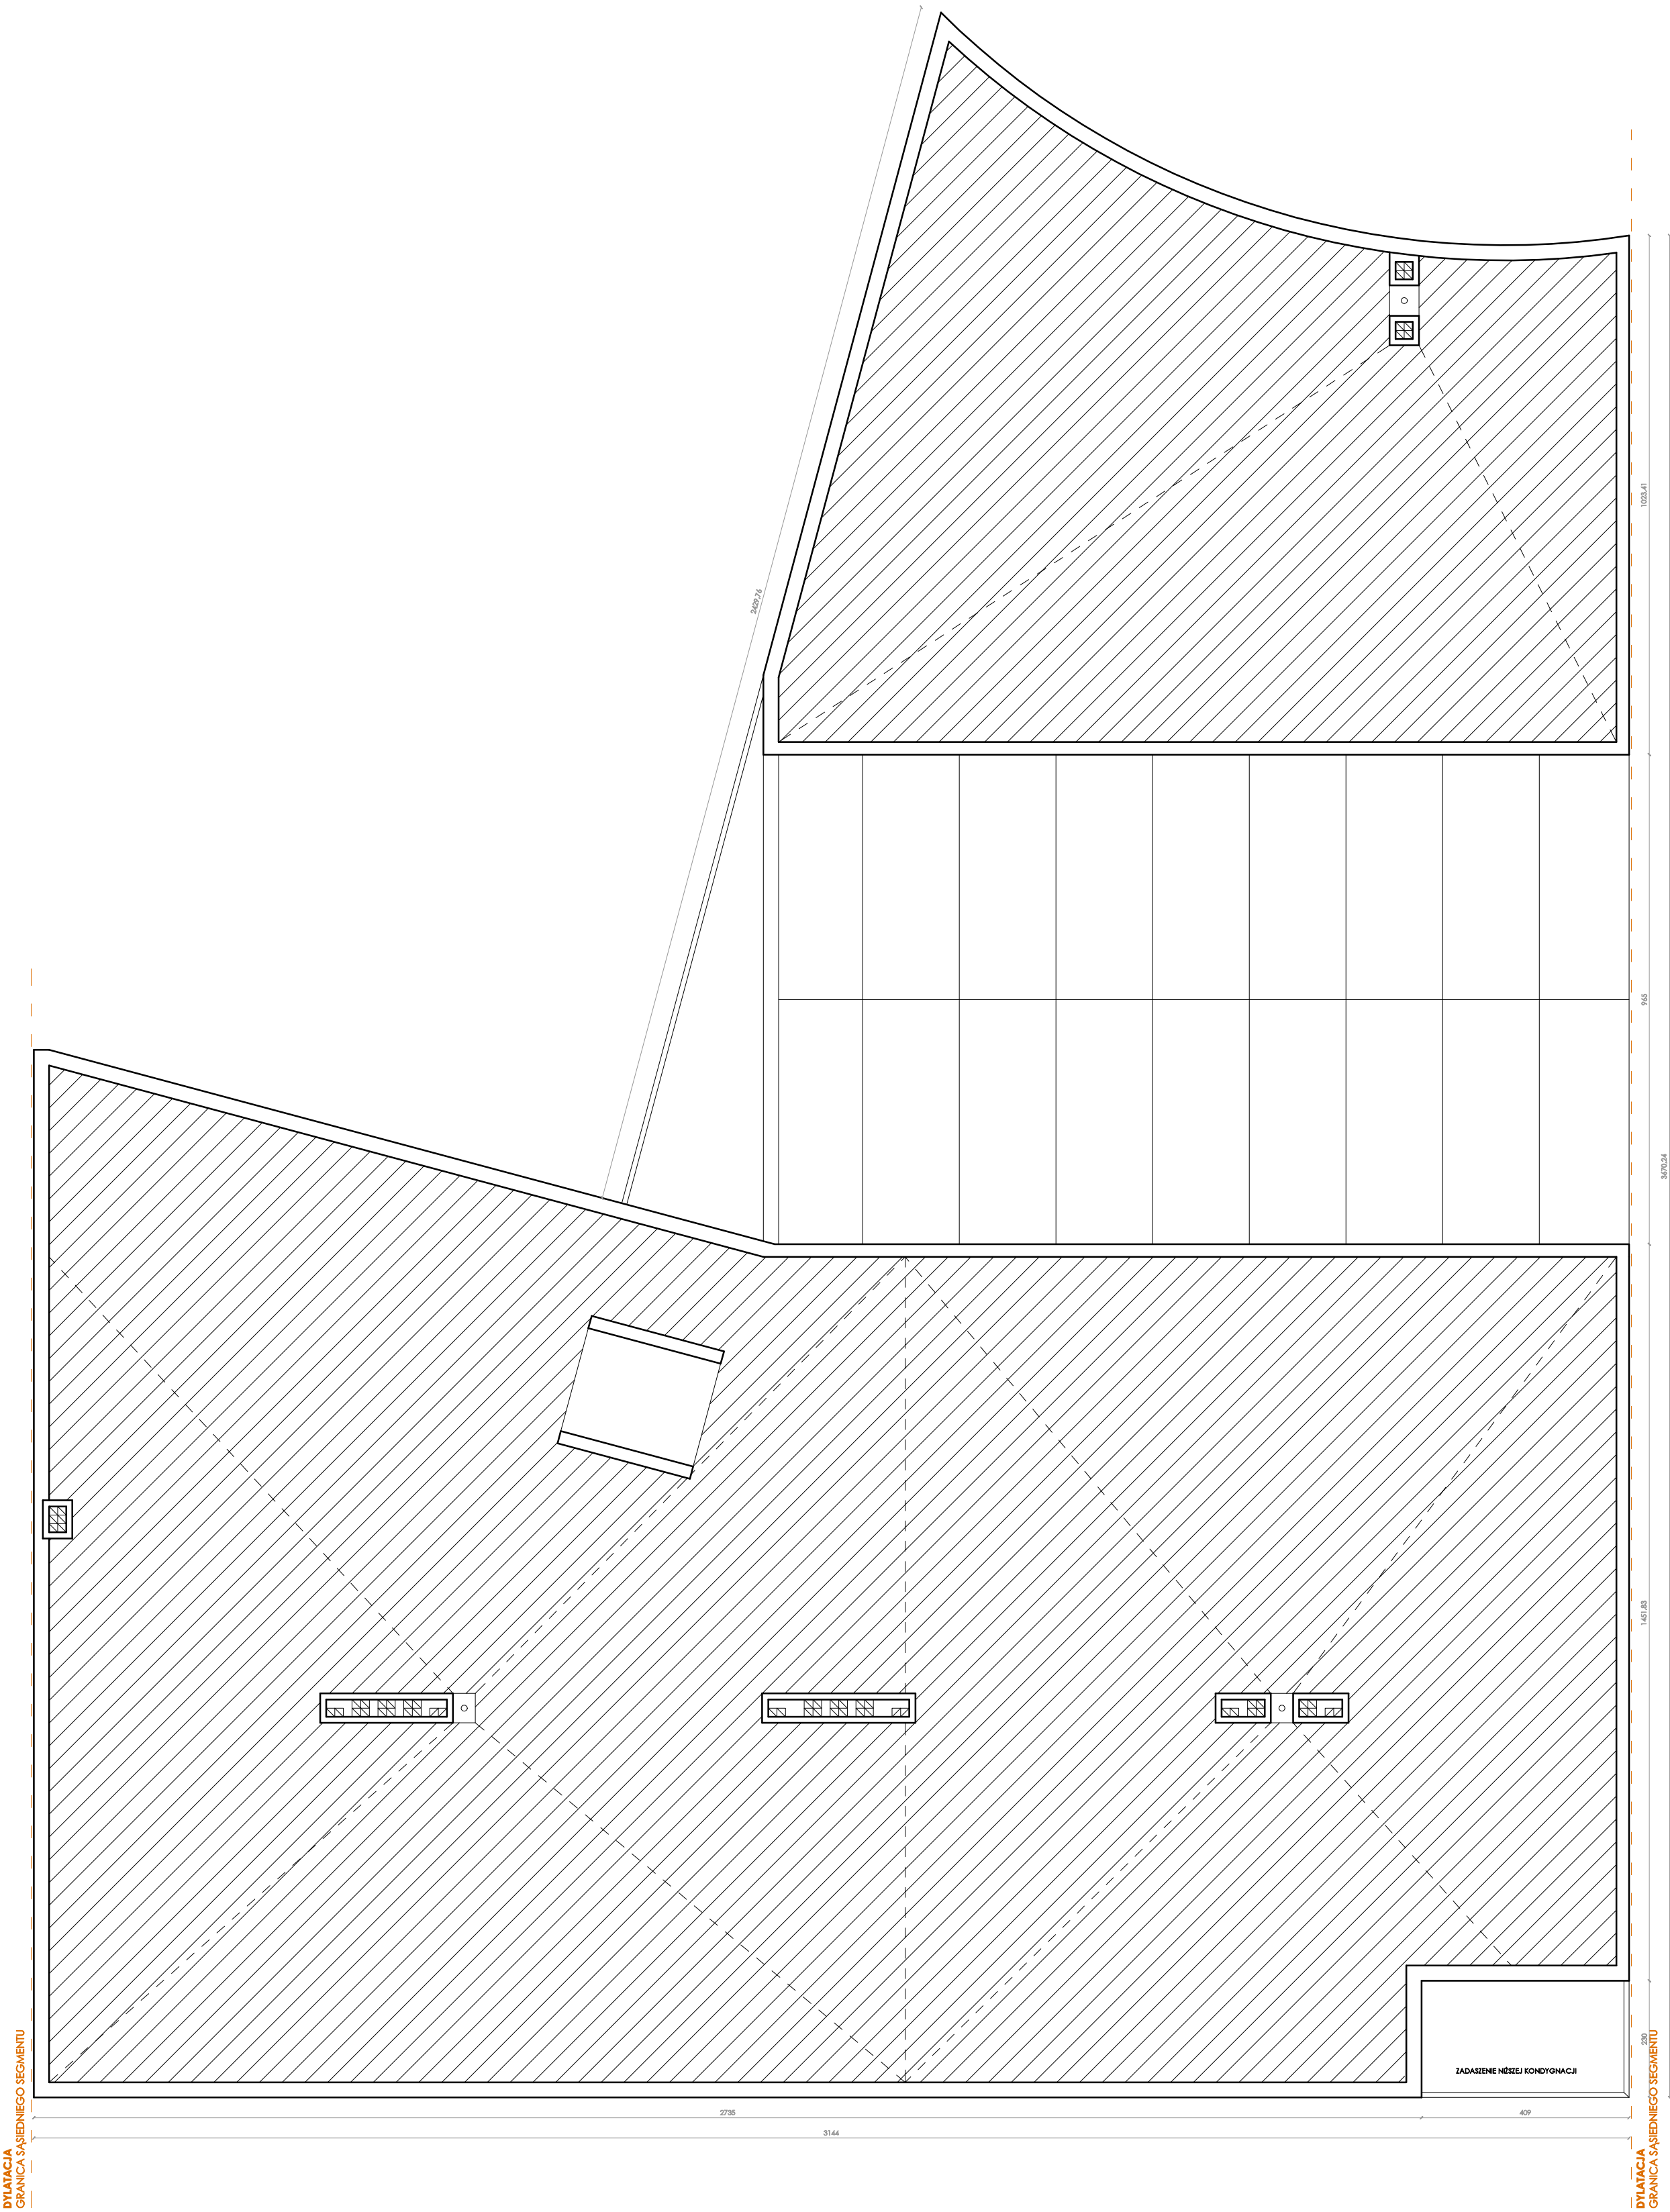 2429,76
1023,41
965
3670,24
1451,83
230
ZADASZENIE NIŻSZEJ KONDYGNACJI
2735
409
3144
DYLATACJA
GRANICA SĄSIEDNIEGO SEGMENTU
DYLATACJA
GRANICA SĄSIEDNIEGO SEGMENTU